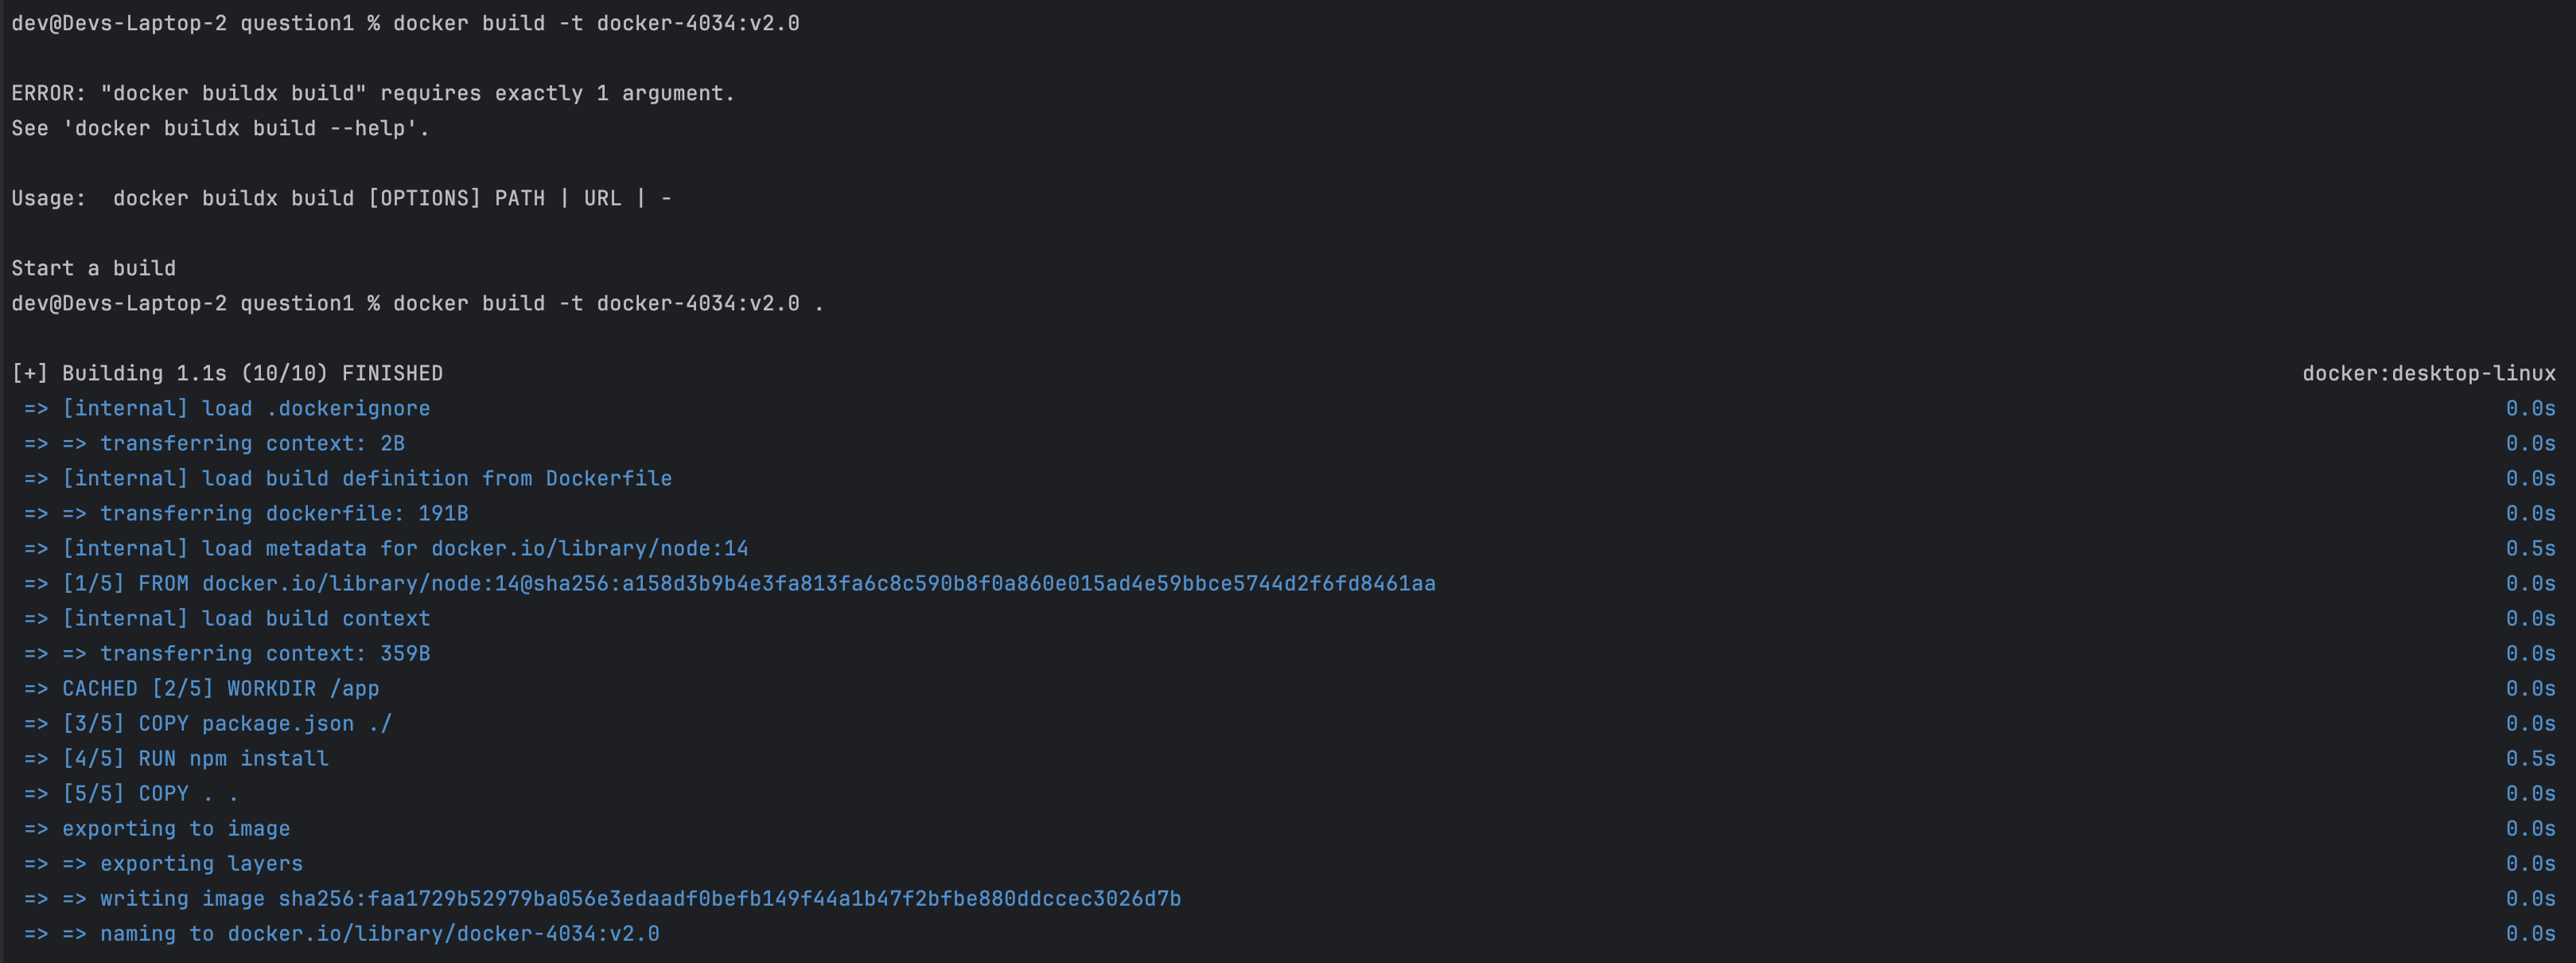 dev@Devs-Laptop-2 question1 % docker build -t docker-4034:v2.0
ERROR: "docker buildx build" requires exactly 1 argument.
See 'docker buildx build --help'.
Usage:  docker buildx build [OPTIONS] PATH | URL | -
Start a build
dev@Devs-Laptop-2 question1 % docker build -t docker-4034:v2.0 .
[+] Building 1.1s (10/10) FINISHED docker:desktop-linux
=> [internal] load .dockerignore 0.0s
=> => transferring context: 2B 0.0s
=> [internal] load build definition from Dockerfile 0.0s
=> => transferring dockerfile: 191B 0.0s
=> [internal] load metadata for docker.io/library/node:14 0.5s
=> [1/5] FROM docker.io/library/node:14@sha256:a158d3b9b4e3fa813fa6c8c590b8f0a860e015ad4e59bbce5744d2f6fd8461aa 0.0s
=> [internal] load build context 0.0s
=> => transferring context: 359B 0.0s
=> CACHED [2/5] WORKDIR /app 0.0s
=> [3/5] COPY package.json ./ 0.0s
=> [4/5] RUN npm install 0.5s
=> [5/5] COPY . . 0.0s
=> exporting to image 0.0s
=> => exporting layers 0.0s
=> => writing image sha256:faa1729b52979ba056e3edaadf0befb149f44a1b47f2bfbe880ddccec3026d7b 0.0s
=> => naming to docker.io/library/docker-4034:v2.0 0.0s